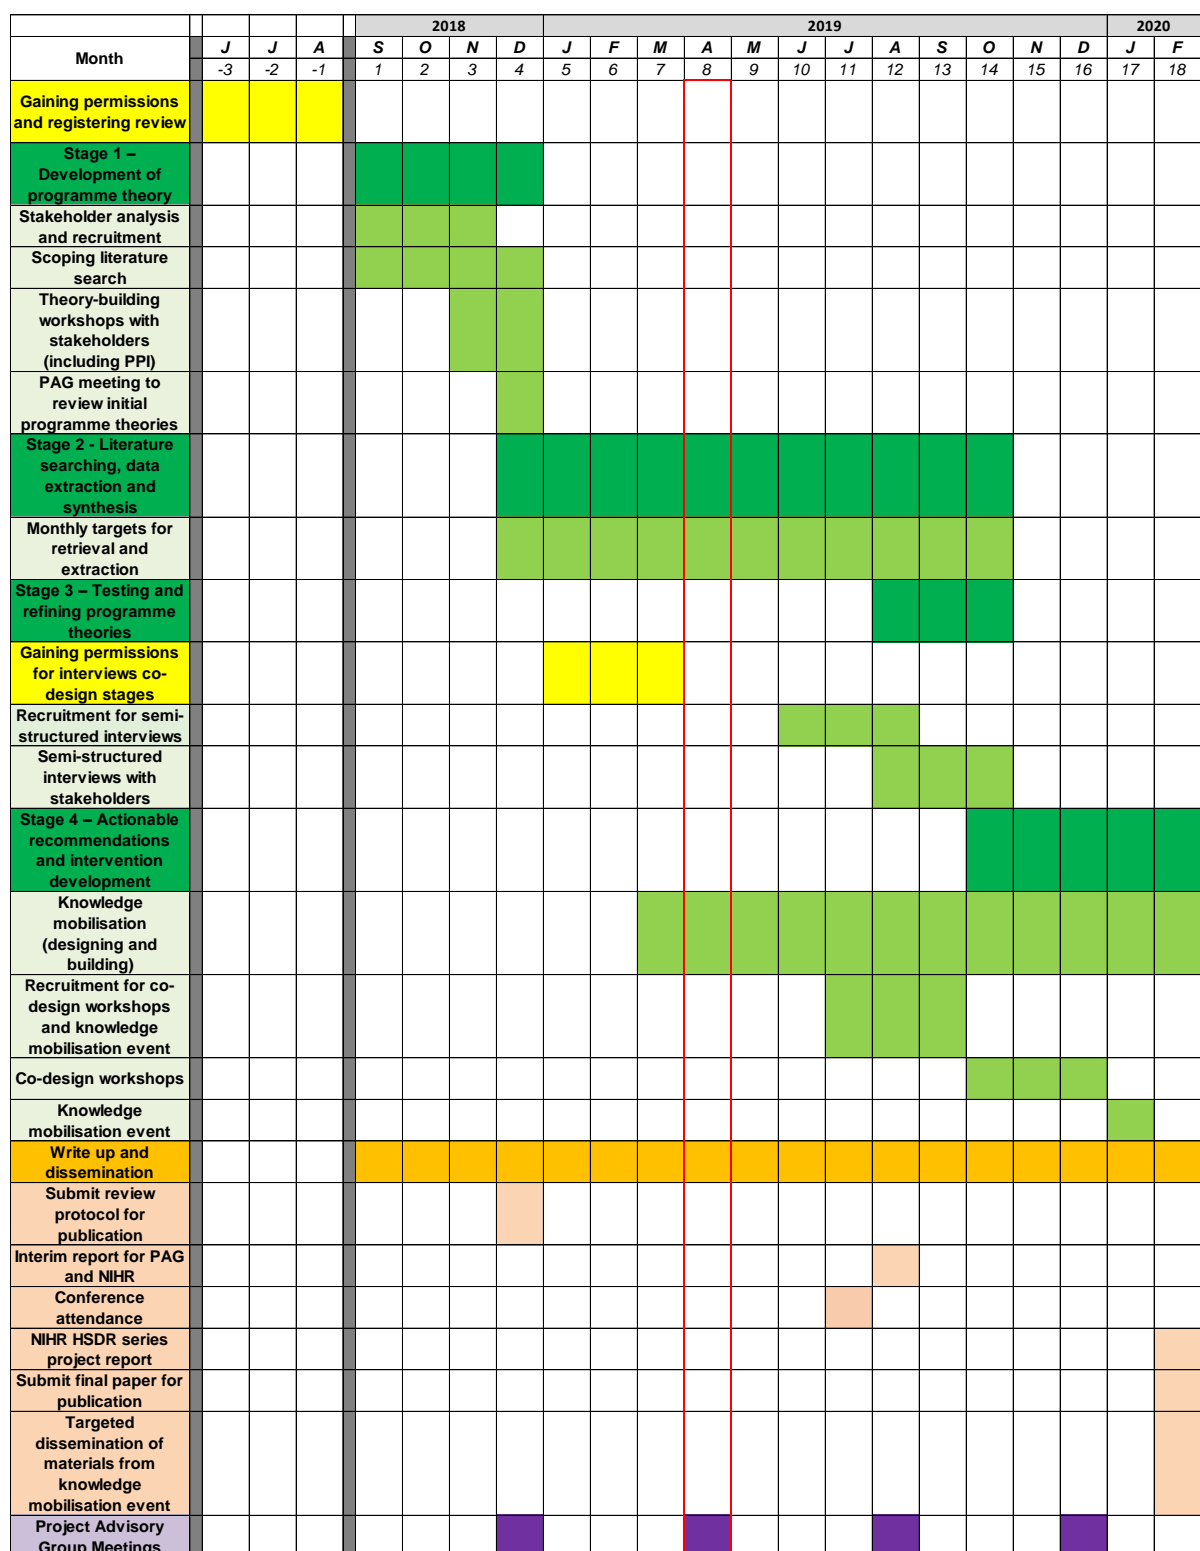 2018 2019 2020
Month J J A S O N D J F M A M J J A S O N D J F
-3 -2 -1 1 2 3 4 5 6 7 8 9 10 11 12 13 14 15 16 17 18
Gaining permissions
and registering review
Stage 1 –
Development of
programme theory
Stakeholder analysis
and recruitment
Scoping literature
search
Theory-building
workshops with
stakeholders
(including PPI)
PAG meeting to
review initial
programme theories
Stage 2 - Literature
searching, data
extraction and
synthesis
Monthly targets for
retrieval and
extraction
Stage 3 – Testing and
refining programme
theories
Gaining permissions
for interviews co-
design stages
Recruitment for semi-
structured interviews
Semi-structured
interviews with
stakeholders
Stage 4 – Actionable
recommendations
and intervention
development
Knowledge
mobilisation
(designing and
building)
Recruitment for co-
design workshops
and knowledge
mobilisation event
Co-design workshops
Knowledge
mobilisation event
Write up and
dissemination
Submit review
protocol for
publication
Interim report for PAG
and NIHR
Conference
attendance
NIHR HSDR series
project report
Submit final paper for
publication
Targeted
dissemination of
materials from
knowledge
mobilisation event
Project Advisory
Group Meetings